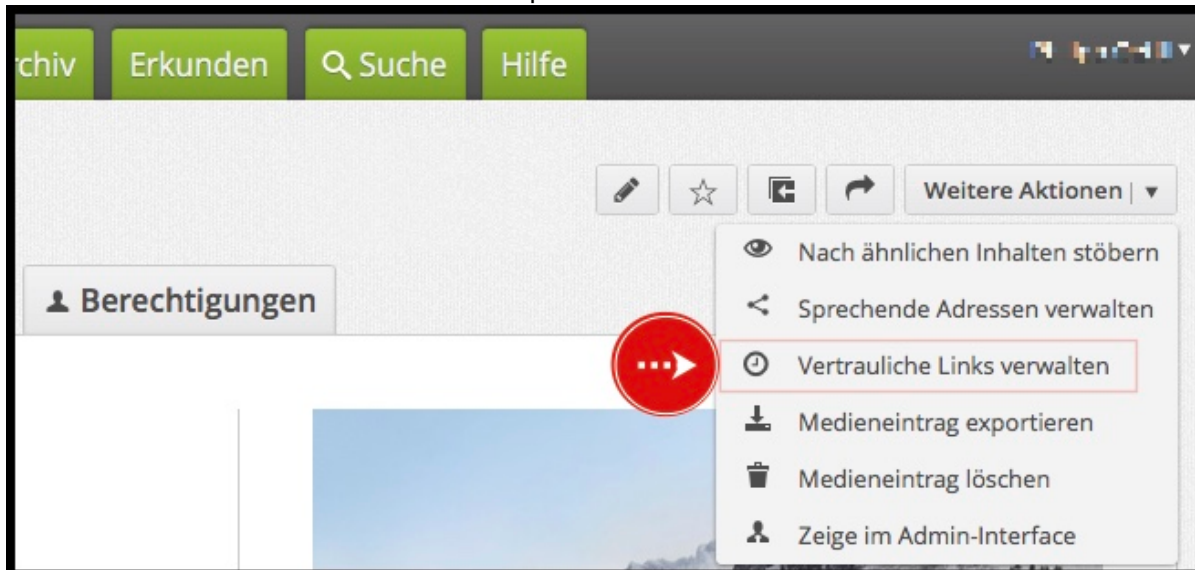 Erkunden
Suche
Hilfe
Weitere Aktionen
Nach ähnlichen Inhalten stöbern
Berechtigungen
Sprechende Adressen verwalten
Vertrauliche Links verwalten
Medieneintrag exportieren
Medieneintrag löschen
Zeige im Admin-Interface